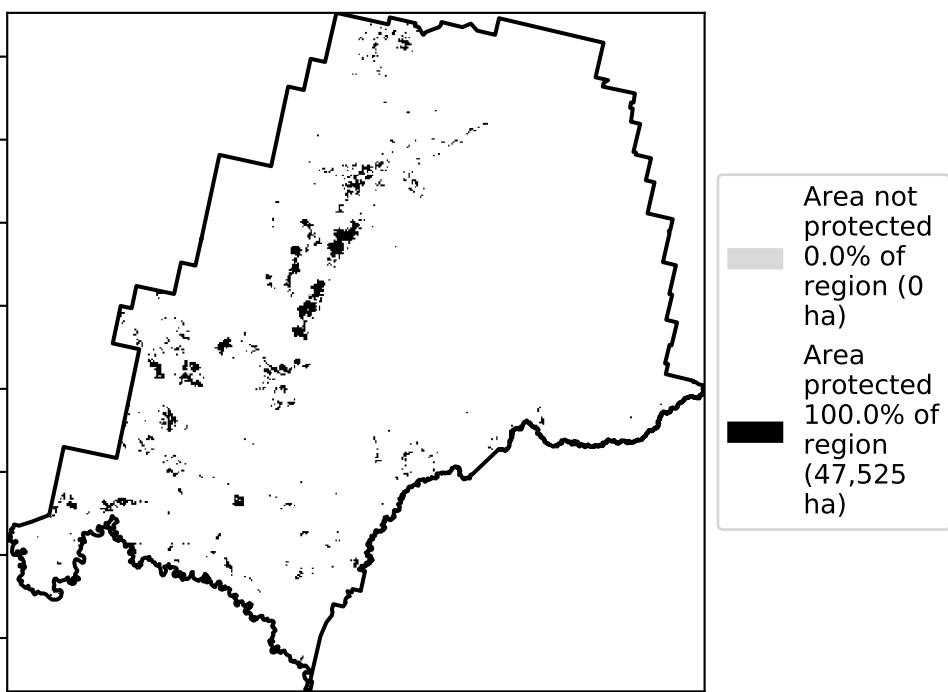 Area not
protected
0.0% of
region (0
ha)
Area
protected
100.0% of
region
(47,525
ha)